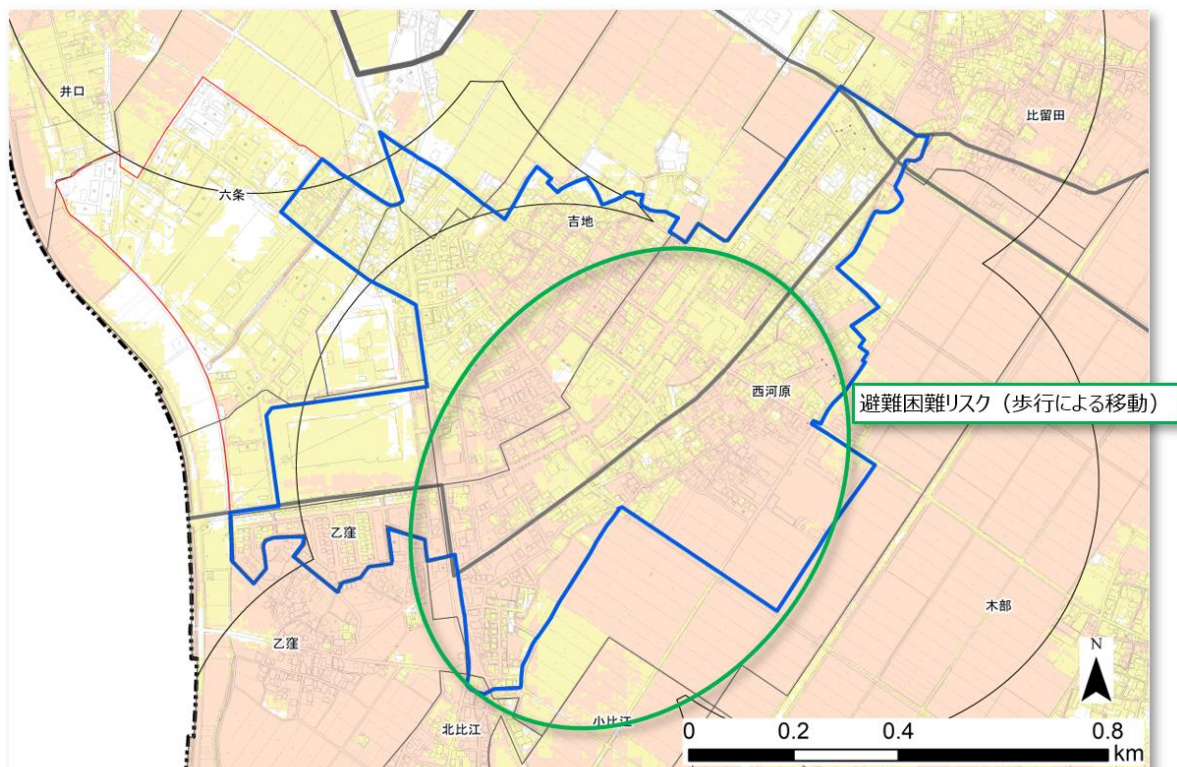 井口
比留田
六条
吉地
西河原
避難困難リスク（歩行による移動）
乙窪
木部
乙窪
N
北比江
小比江
0 0.2 0.4 0.8
km